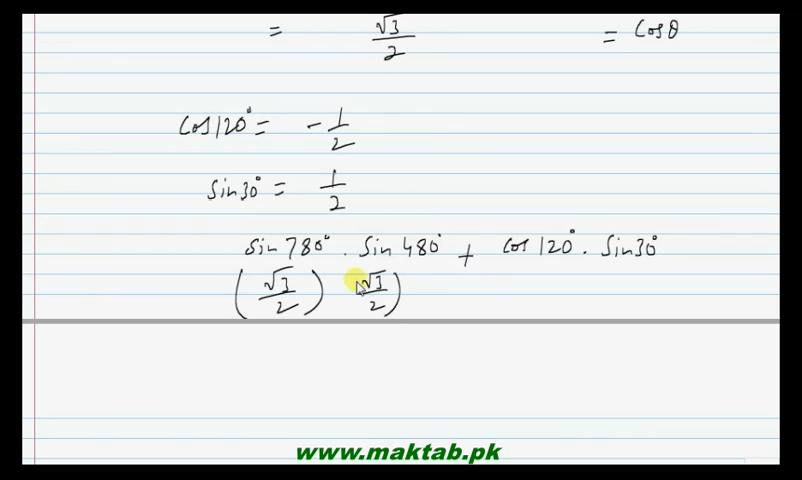 = √3/2 = Cosθ
Cos120° = -1/2
Sin30° = 1/2
Sin780° . Sin480° + Cos120° . Sin30°
(√3/2) √3/2)
www.maktab.pk